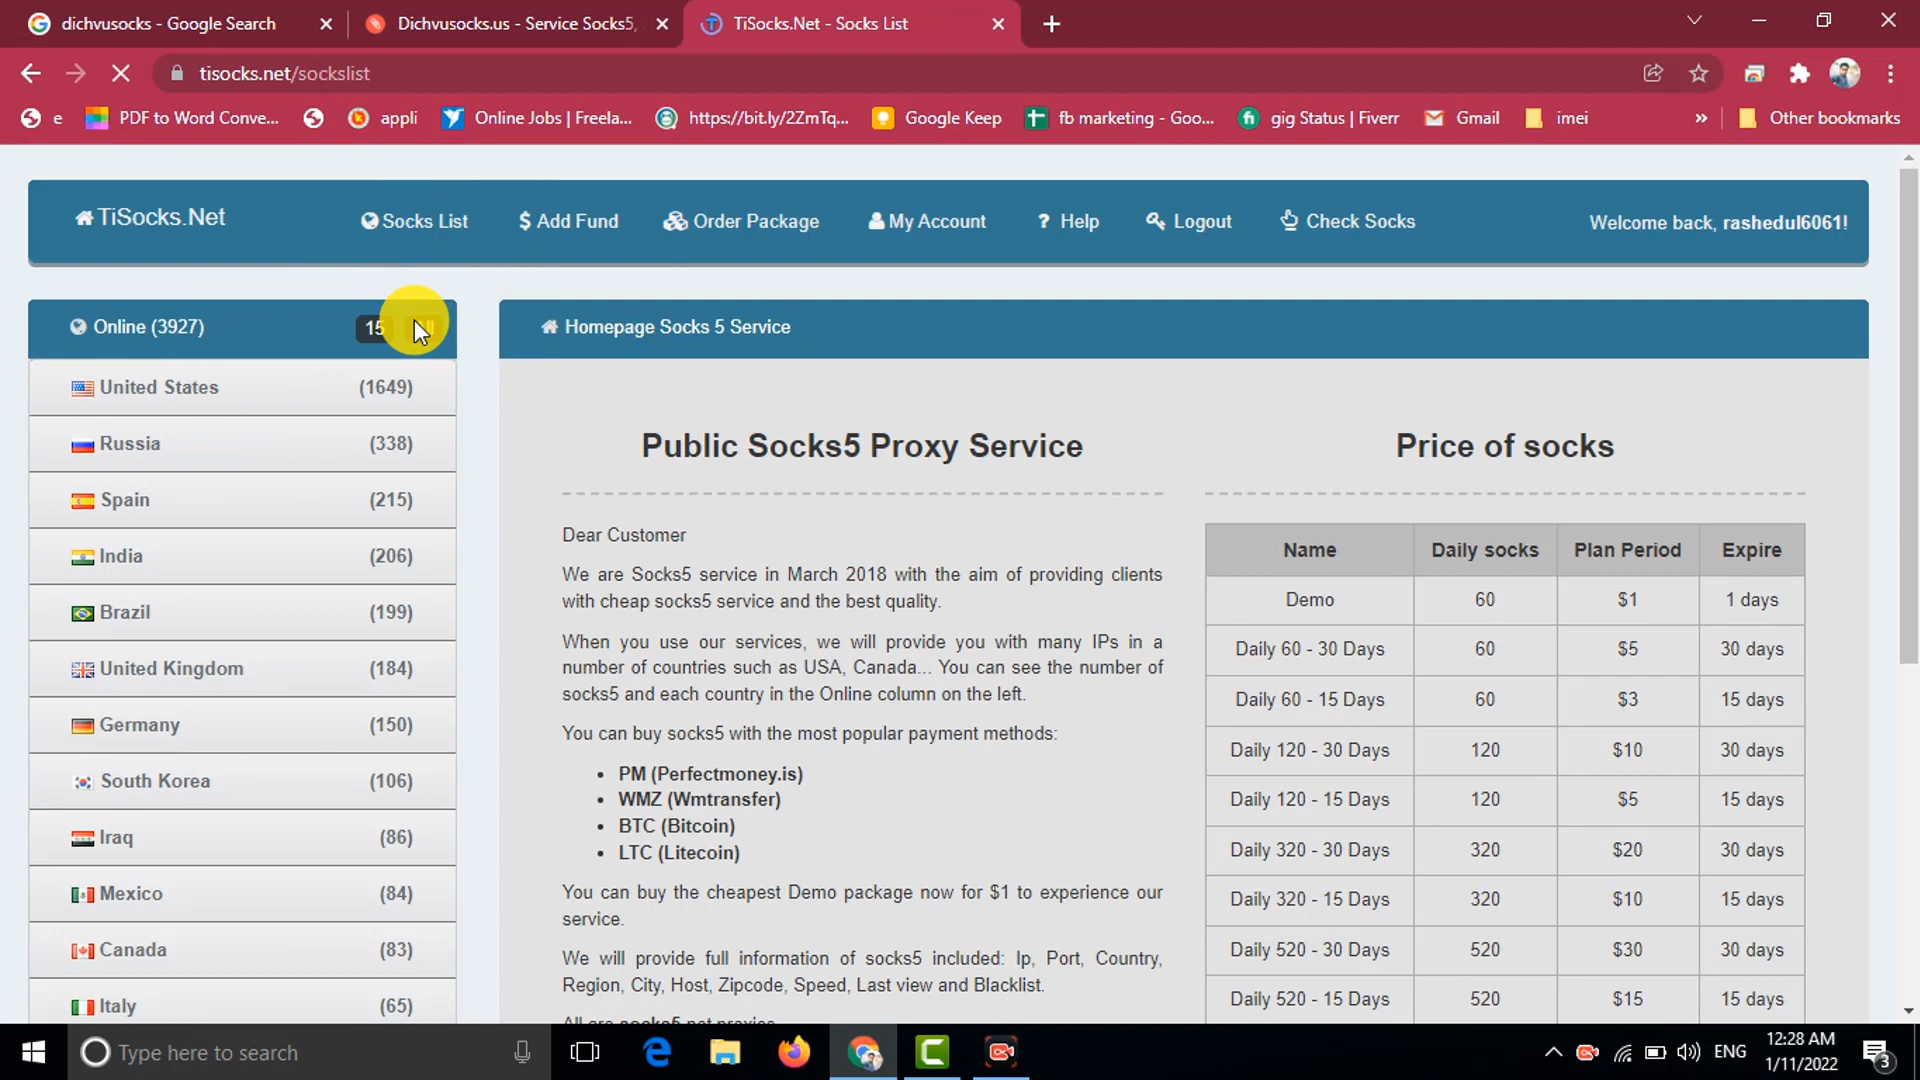 dichvusocks - Google Search
Dichvusocks.us - Service Socks5,
TiSocks.Net - Socks List
tisocks.net/sockslist
e
PDF to Word Conve...
appli
Online Jobs | Freela...
https://bit.ly/2ZmTq...
Google Keep
fb marketing - Goo...
gig Status | Fiverr
Gmail
imei
»
Other bookmarks
TiSocks.Net
Socks List
$ Add Fund
Order Package
My Account
? Help
Logout
Check Socks
Welcome back, rashedul6061!
Online (3927)
15
All
United States (1649)
Russia (338)
Spain (215)
India (206)
Brazil (199)
United Kingdom (184)
Germany (150)
South Korea (106)
Iraq (86)
Mexico (84)
Canada (83)
Italy (65)
Homepage Socks 5 Service
Public Socks5 Proxy Service
Dear Customer
We are Socks5 service in March 2018 with the aim of providing clients
with cheap socks5 service and the best quality.
When you use our services, we will provide you with many IPs in a
number of countries such as USA, Canada... You can see the number of
socks5 and each country in the Online column on the left.
You can buy socks5 with the most popular payment methods:
• PM (Perfectmoney.is)
• WMZ (Wmtransfer)
• BTC (Bitcoin)
• LTC (Litecoin)
You can buy the cheapest Demo package now for $1 to experience our
service.
We will provide full information of socks5 included: Ip, Port, Country,
Region, City, Host, Zipcode, Speed, Last view and Blacklist.
All are socks5 net proxies
Price of socks
Name Daily socks Plan Period Expire
Demo 60 $1 1 days
Daily 60 - 30 Days 60 $5 30 days
Daily 60 - 15 Days 60 $3 15 days
Daily 120 - 30 Days 120 $10 30 days
Daily 120 - 15 Days 120 $5 15 days
Daily 320 - 30 Days 320 $20 30 days
Daily 320 - 15 Days 320 $10 15 days
Daily 520 - 30 Days 520 $30 30 days
Daily 520 - 15 Days 520 $15 15 days
Type here to search
ENG
12:28 AM
1/11/2022
3